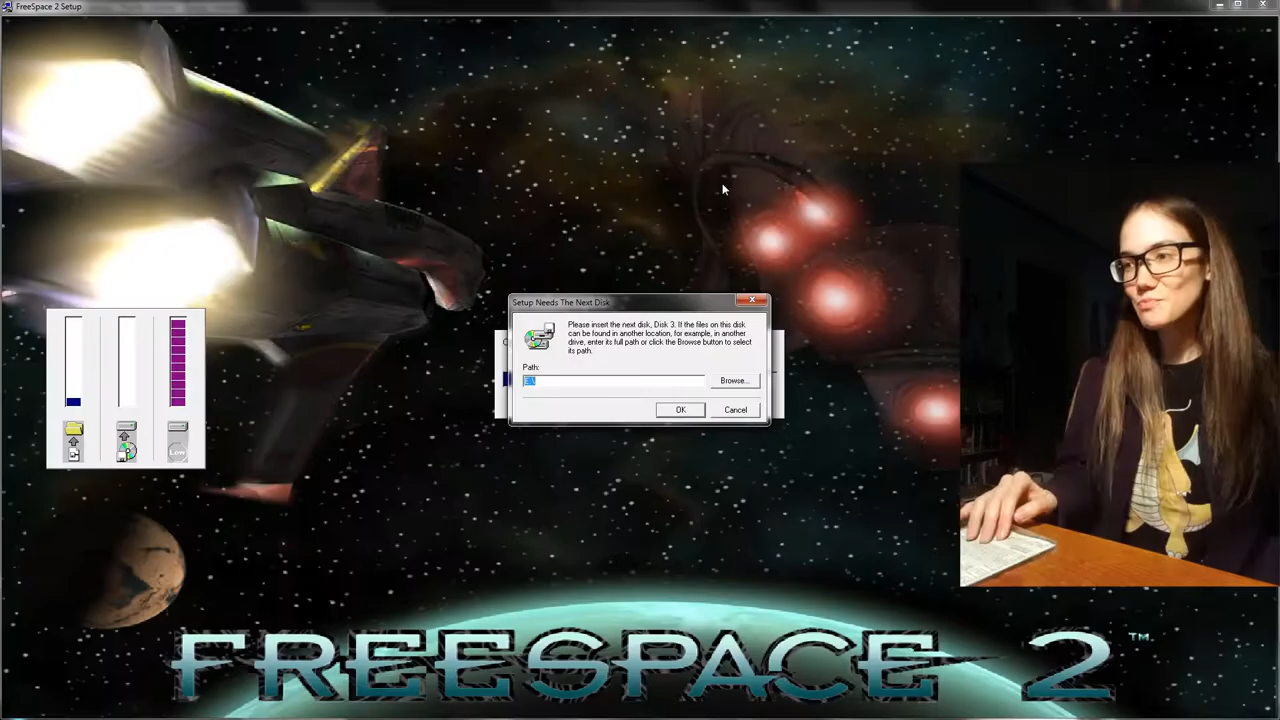 FreeSpace 2 Setup
Setup Needs The Next Disk
Please insert the next disk, Disk 3. If the files on this disk
can be found in another location, for example, in another
drive, enter its full path or click the Browse button to select
its path.
Path:
E:\
Browse...
OK
Cancel
Low
FREESPACE 2™